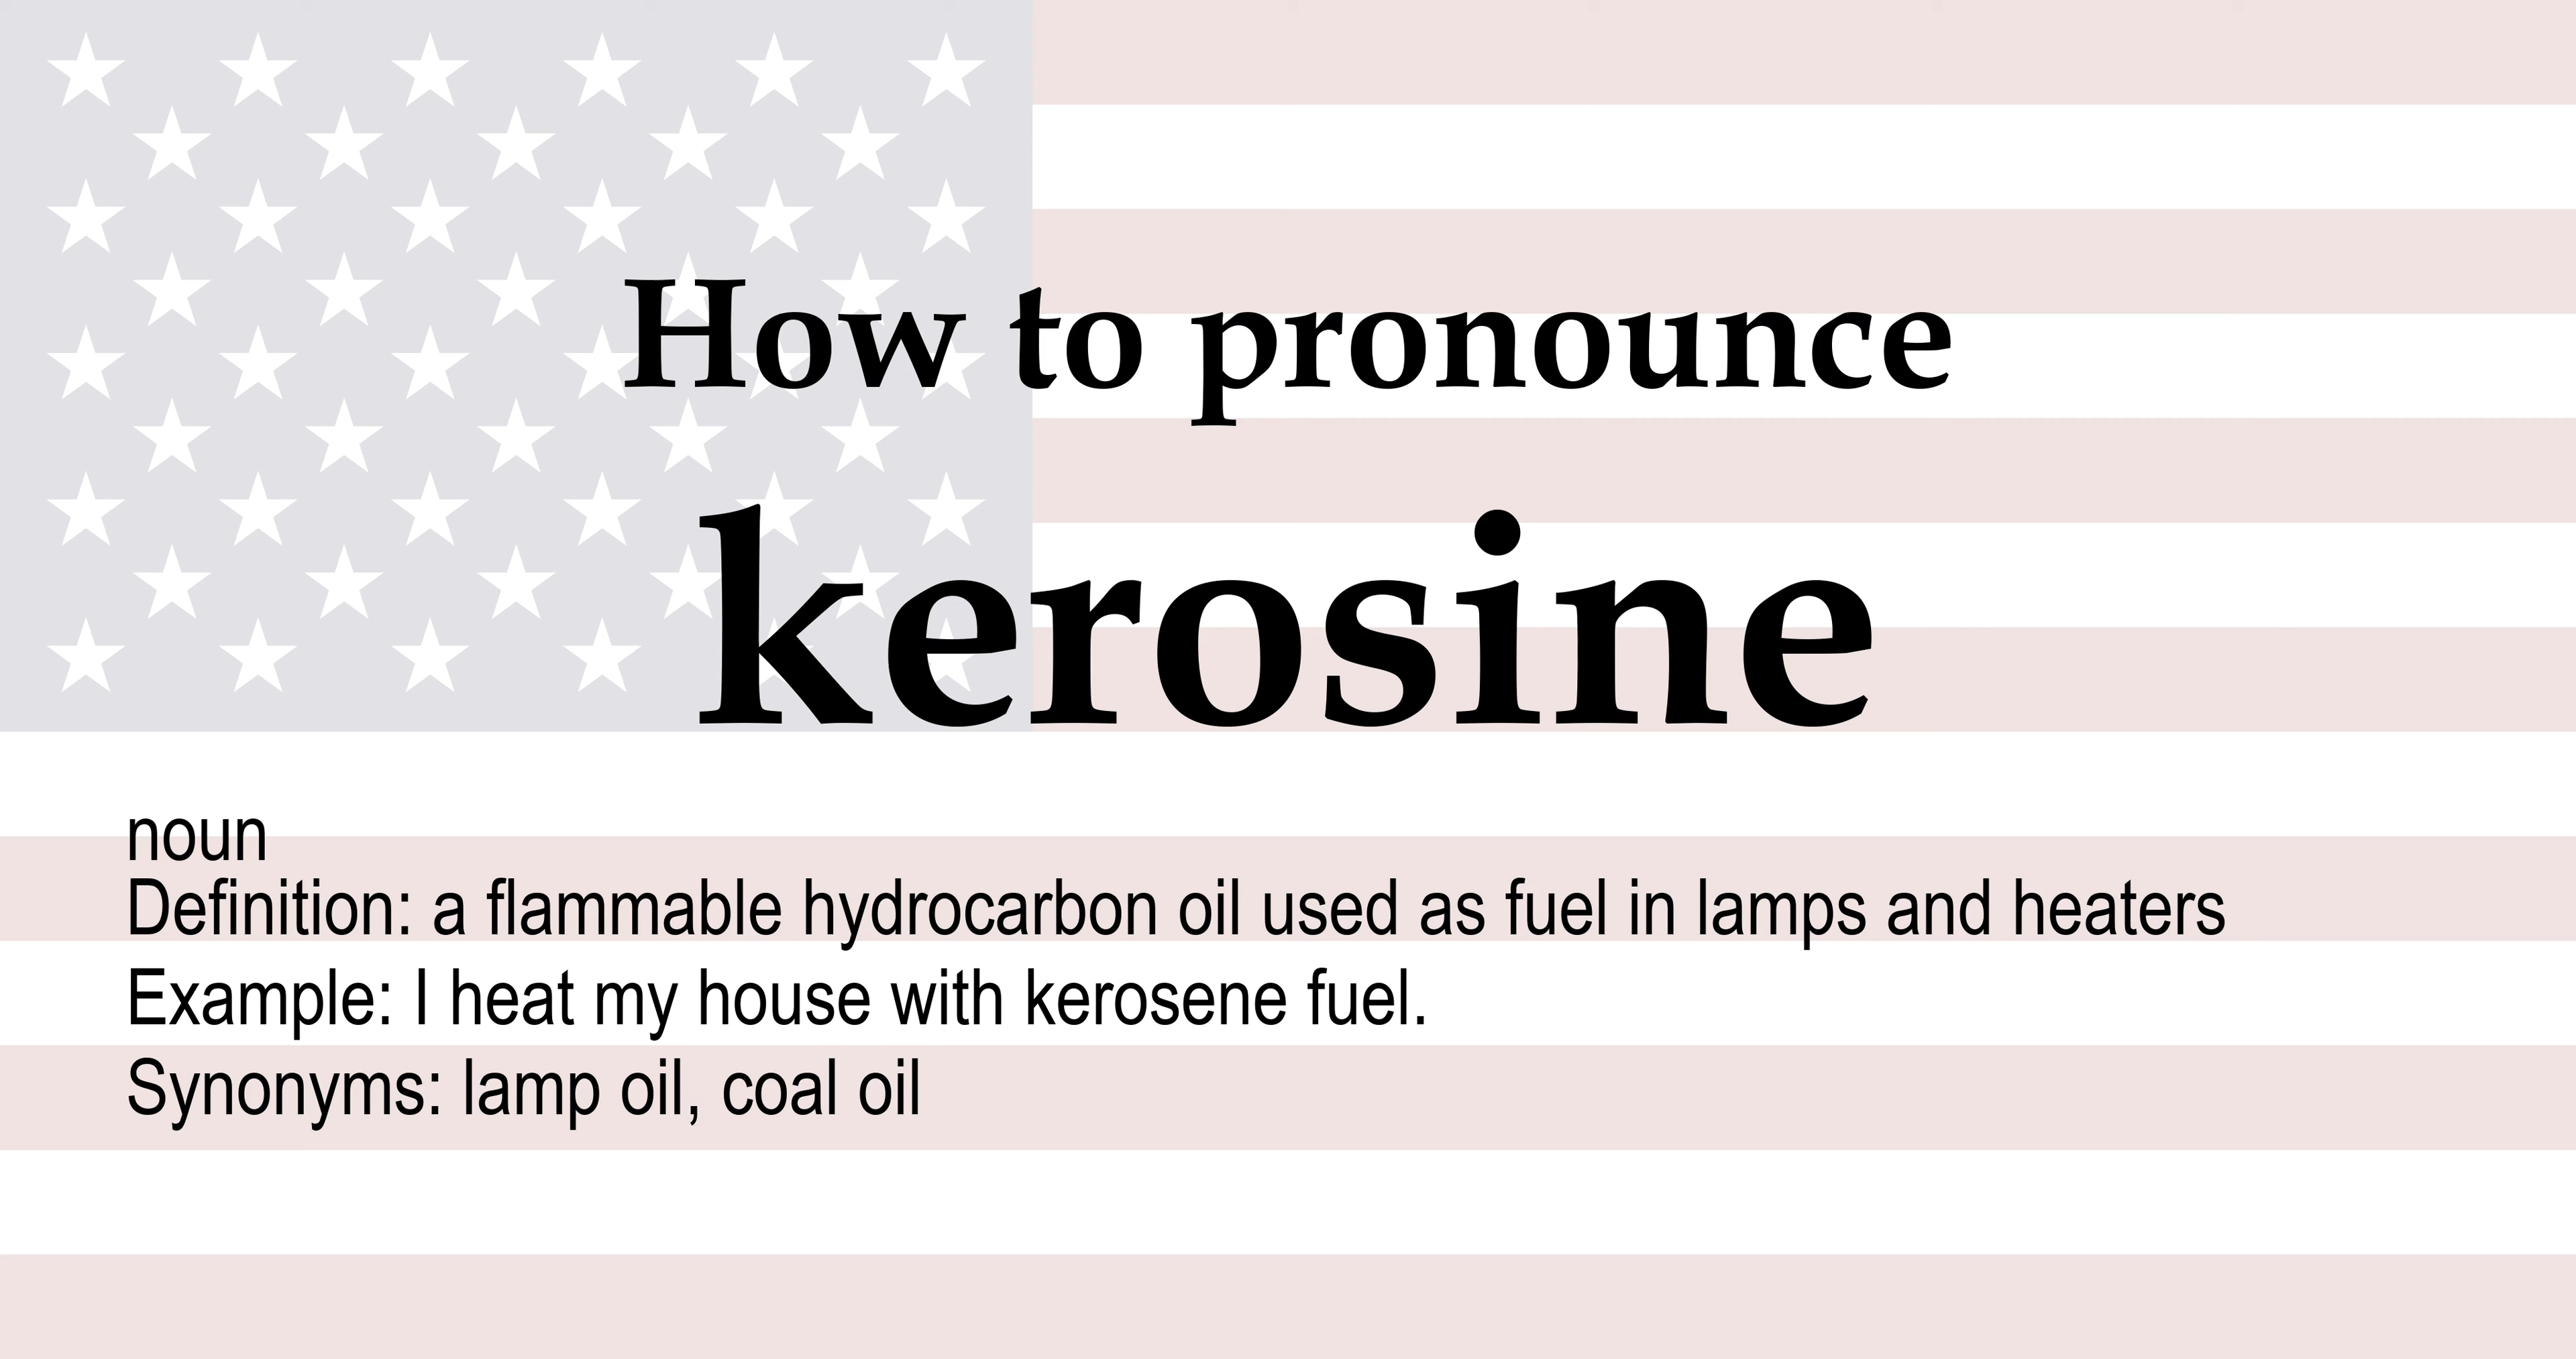 How to pronounce
kerosine
noun
Definition: a flammable hydrocarbon oil used as fuel in lamps and heaters
Example: I heat my house with kerosene fuel.
Synonyms: lamp oil, coal oil